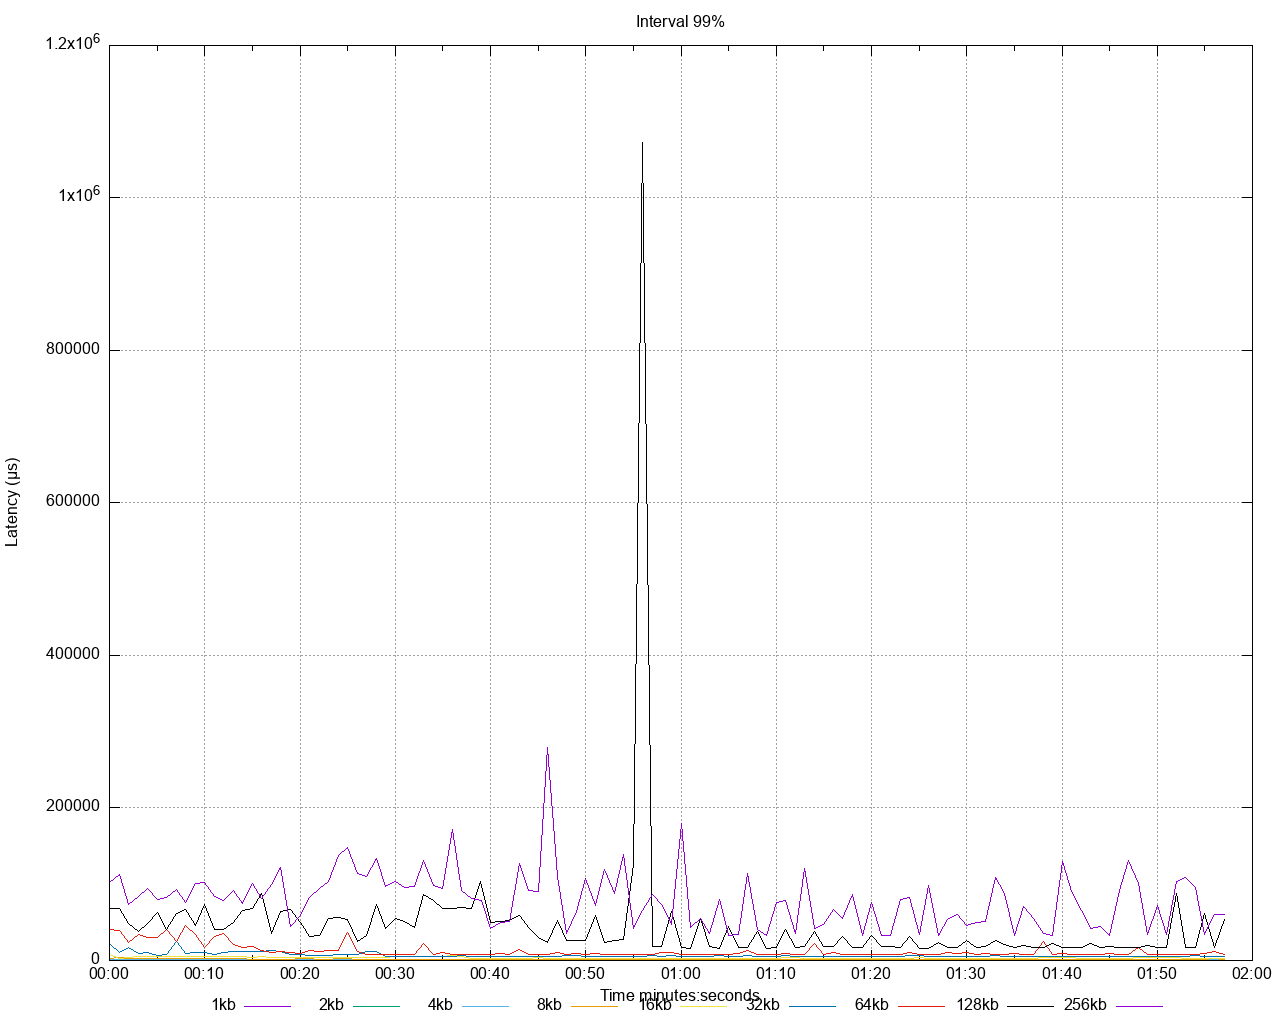 Interval 99%
1.2x10⁶
1x10⁶
800000
600000
400000
200000
0
Latency (μs)
00:00 00:10 00:20 00:30 00:40 00:50 01:00 01:10 01:20 01:30 01:40 01:50 02:00
Time minutes:seconds
1kb 2kb 4kb 8kb 16kb 32kb 64kb 128kb 256kb